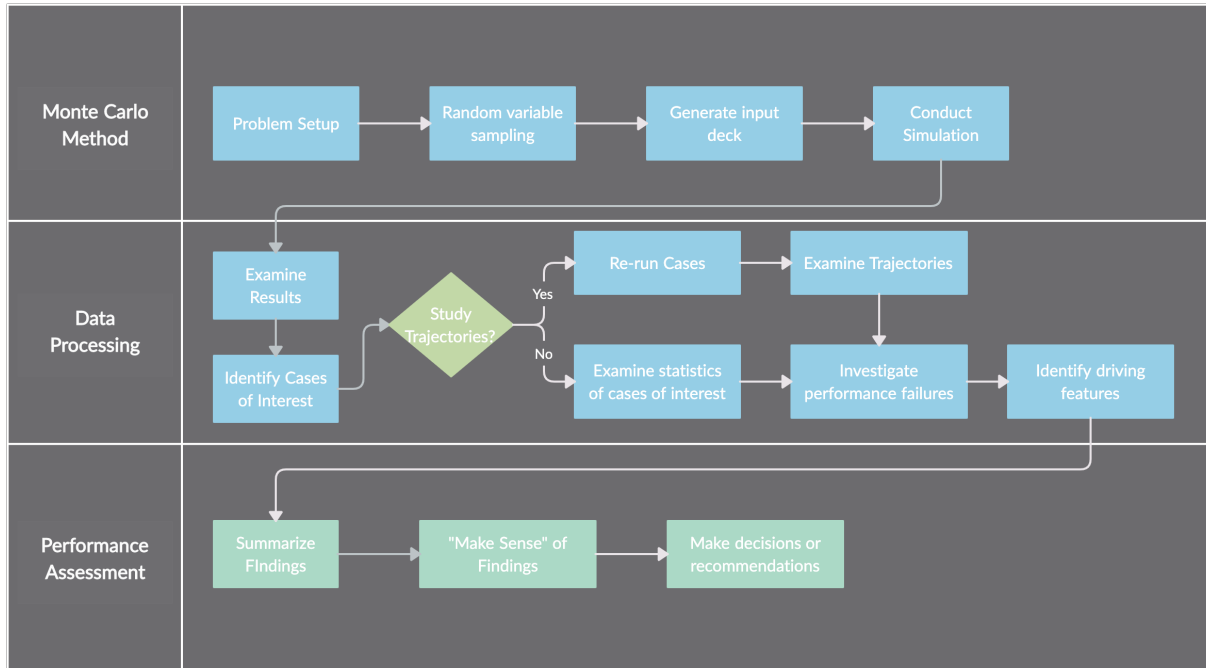 Monte Carlo
Method
Problem Setup
Random variable
sampling
Generate input
deck
Conduct
Simulation
Data
Processing
Examine
Results
Identify Cases
of Interest
Study
Trajectories?
Yes
No
Re-run Cases
Examine Trajectories
Examine statistics
of cases of interest
Investigate
performance failures
Identify driving
features
Performance
Assessment
Summarize
FIndings
"Make Sense" of
Findings
Make decisions or
recommendations